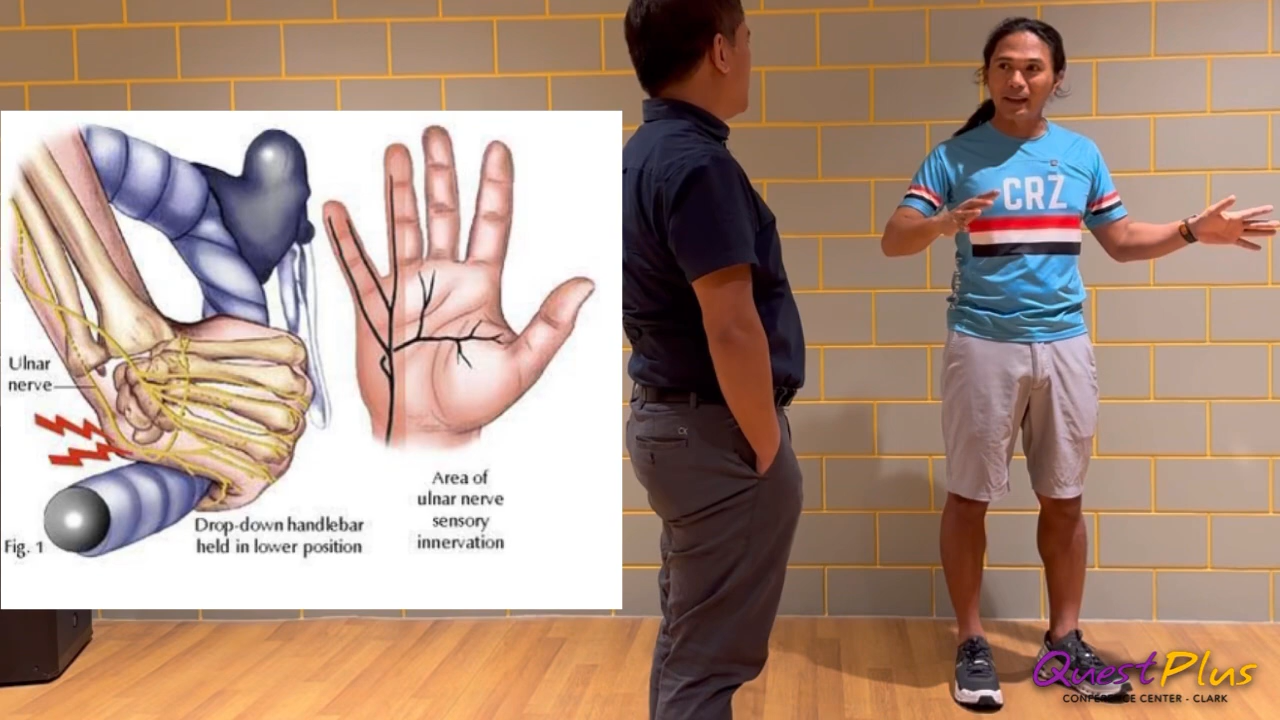 Ulnar
nerve
Fig. 1
Drop-down handlebar
held in lower position
Area of
ulnar nerve
sensory
innervation
CRZ
QuestPlus
CONFERENCE CENTER - CLARK